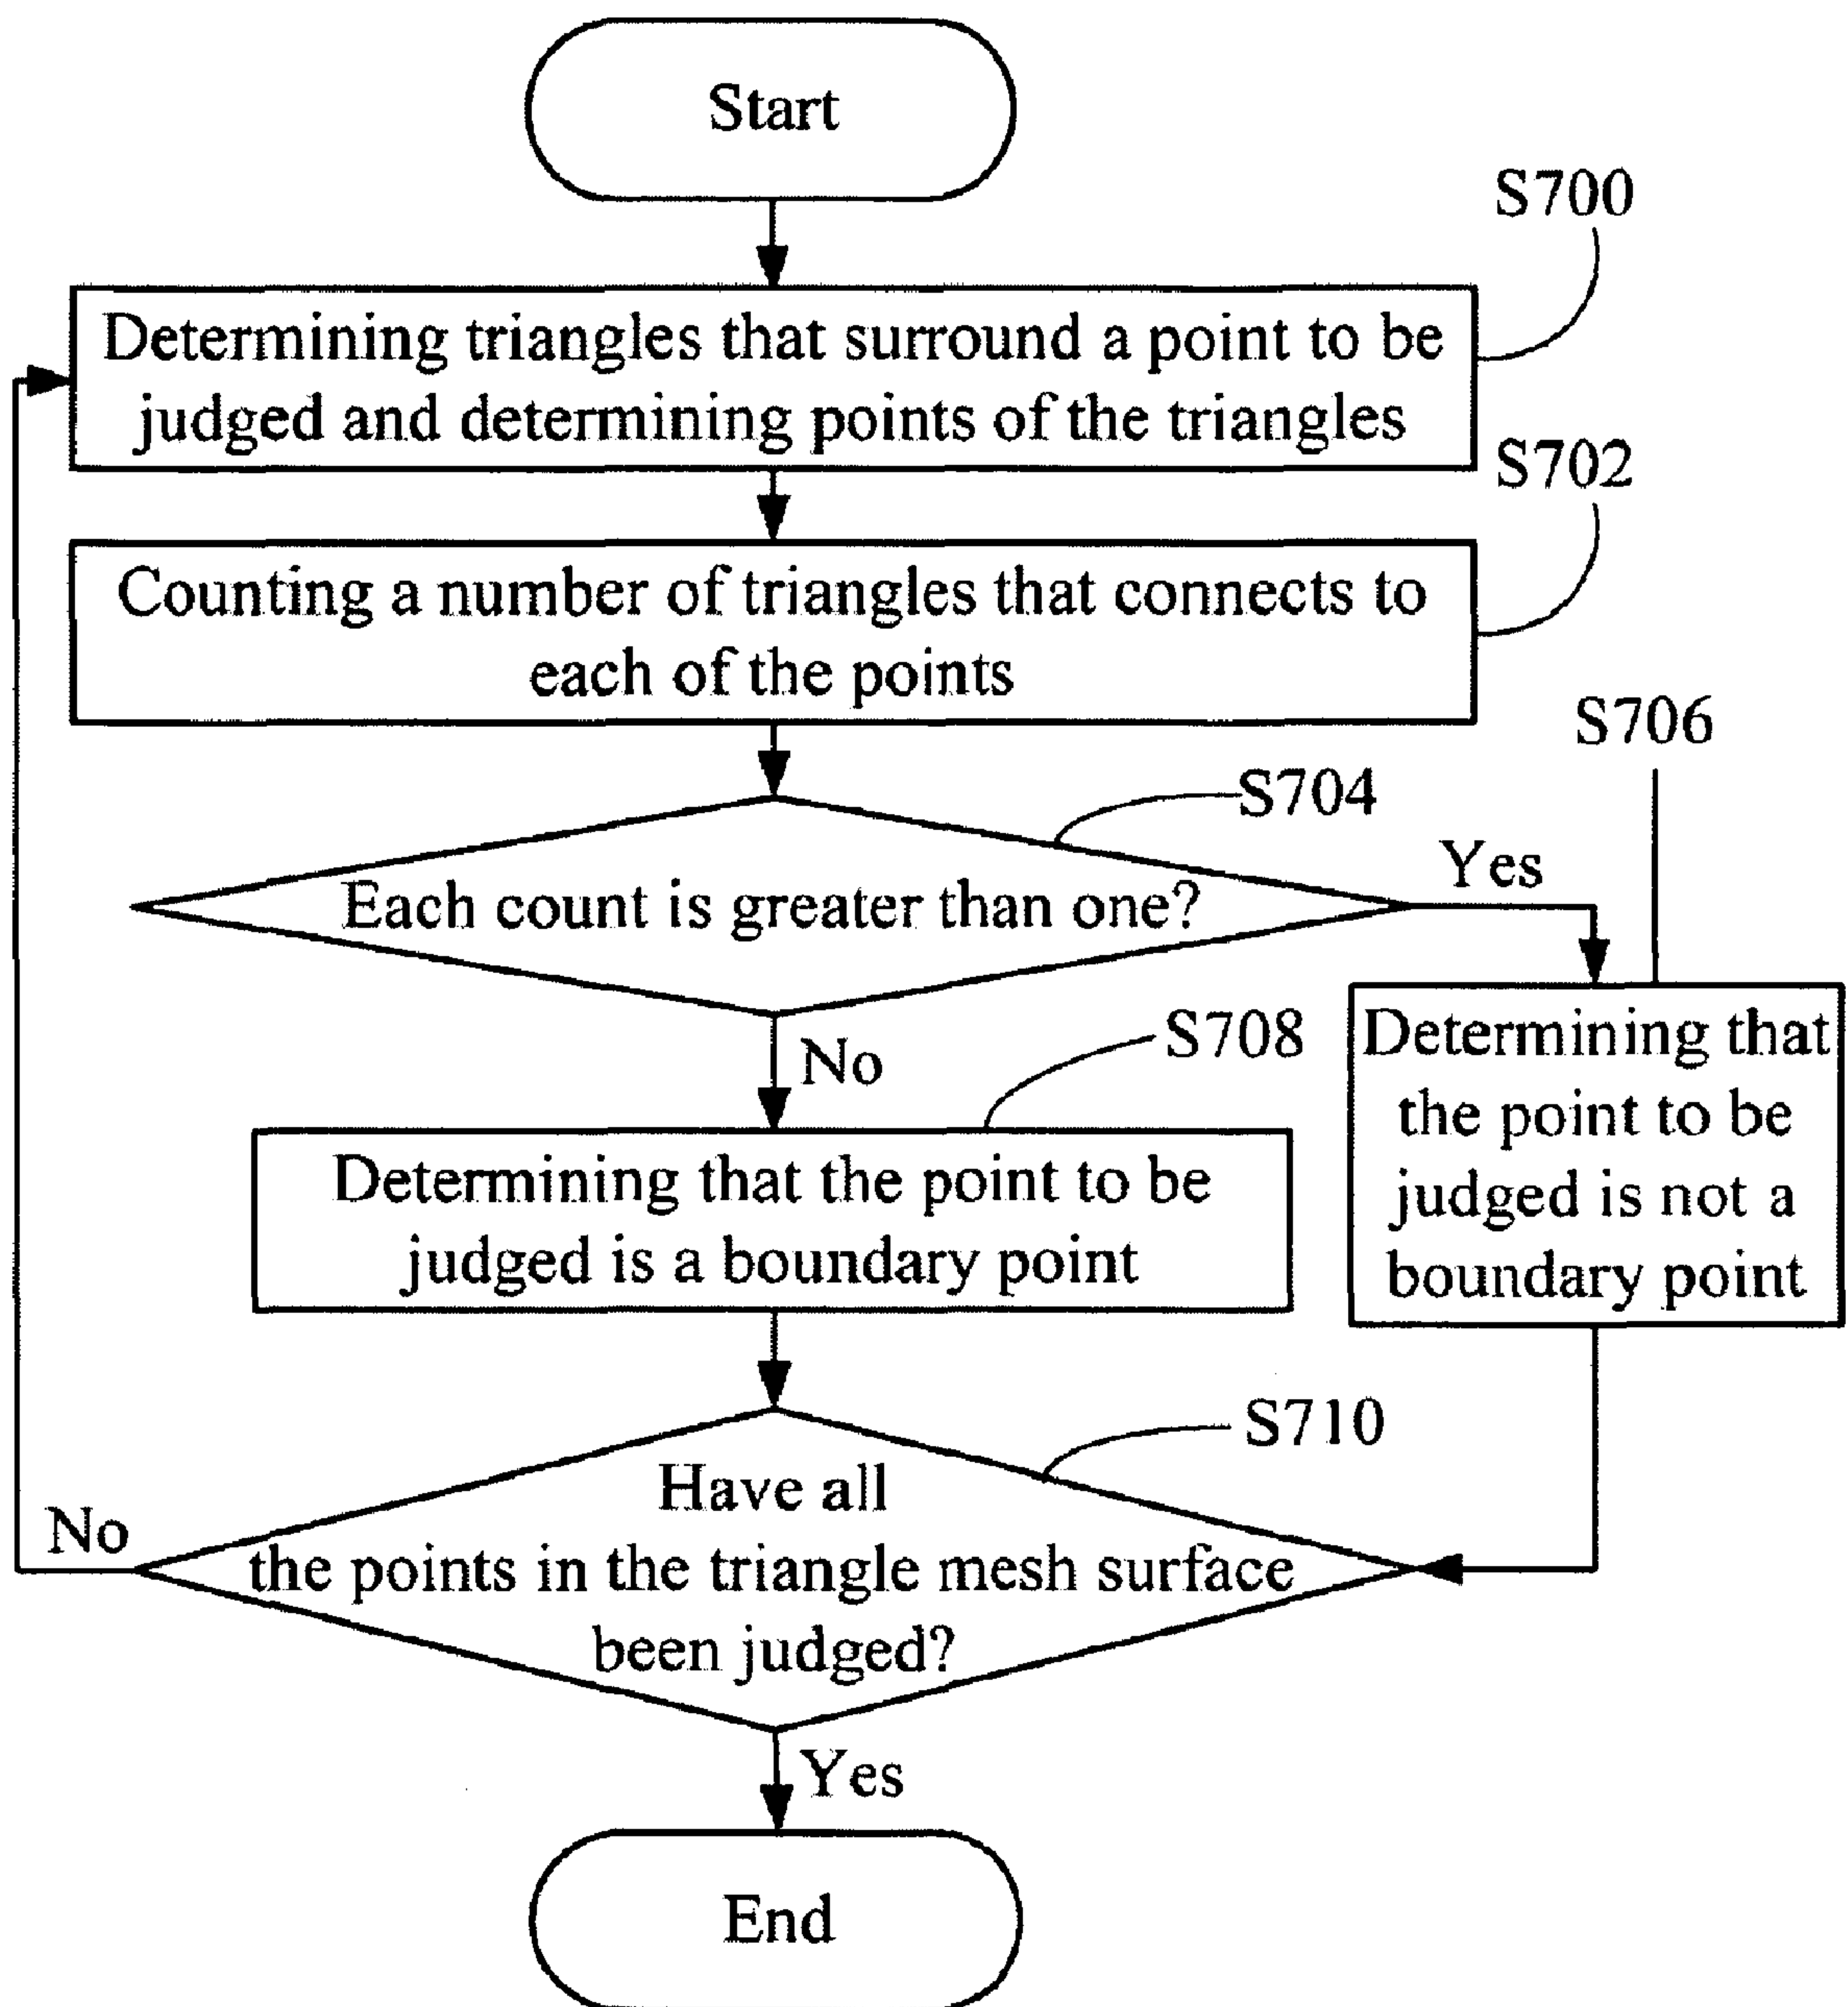 Start
S700
Determining triangles that surround a point to be
judged and determining points of the triangles
S702
Counting a number of triangles that connects to
each of the points
S706
S704
Yes
Each count is greater than one?
S708
No
Determining that
the point to be
judged is not a
boundary point
Determining that the point to be
judged is a boundary point
S710
Have all
No
the points in the triangle mesh surface
been judged?
Yes
End